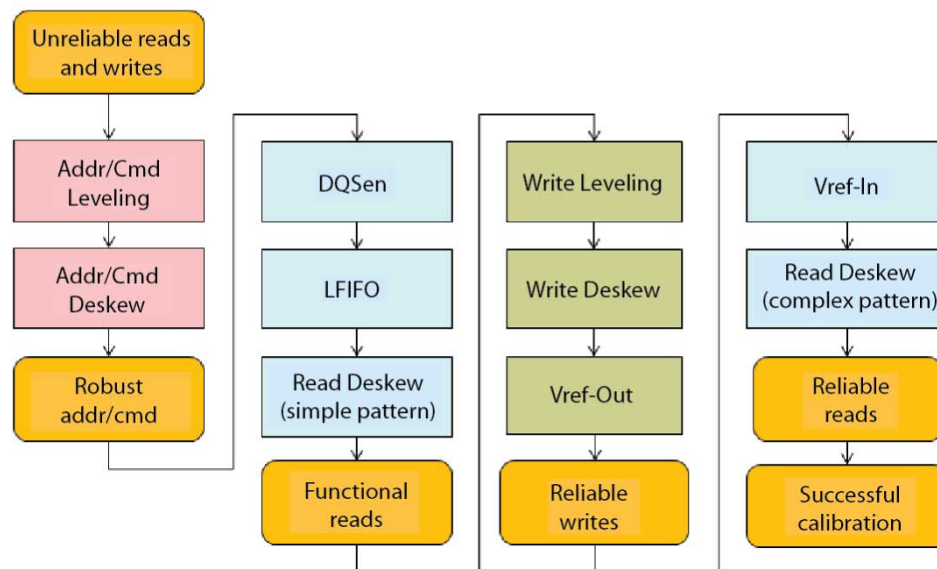 Unreliable reads
and writes
Addr/Cmd
Leveling
Addr/Cmd
Deskew
Robust
addr/cmd
DQSen
LFIFO
Read Deskew
(simple pattern)
Functional
reads
Write Leveling
Write Deskew
Vref-Out
Reliable
writes
Vref-In
Read Deskew
(complex pattern)
Reliable
reads
Successful
calibration